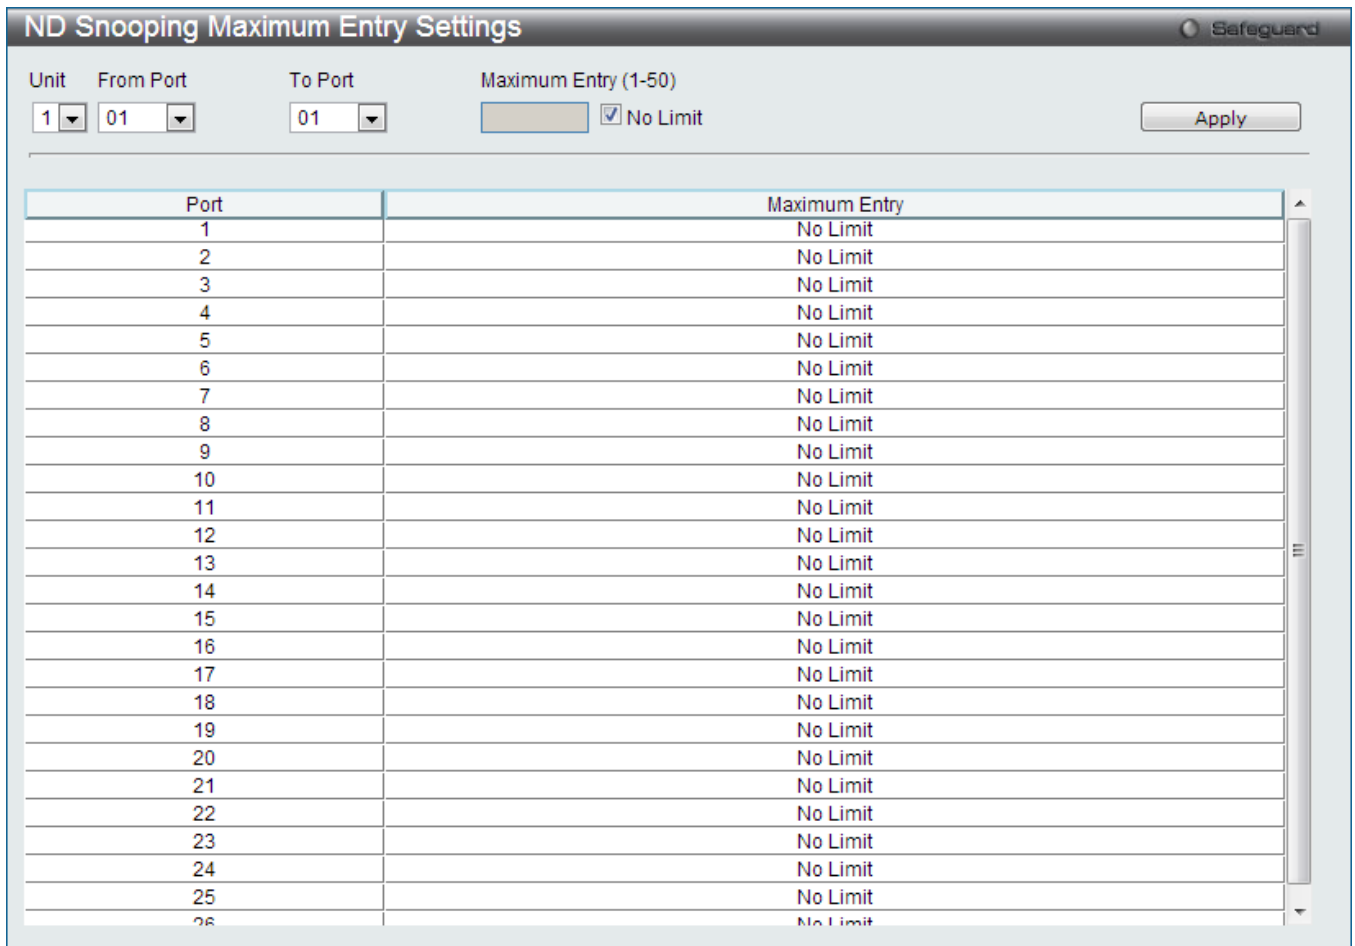 ND Snooping Maximum Entry Settings Safeguard
Unit From Port To Port Maximum Entry (1-50)
1 01 01 No Limit Apply
Port Maximum Entry
1 No Limit
2 No Limit
3 No Limit
4 No Limit
5 No Limit
6 No Limit
7 No Limit
8 No Limit
9 No Limit
10 No Limit
11 No Limit
12 No Limit
13 No Limit
14 No Limit
15 No Limit
16 No Limit
17 No Limit
18 No Limit
19 No Limit
20 No Limit
21 No Limit
22 No Limit
23 No Limit
24 No Limit
25 No Limit
26 No Limit